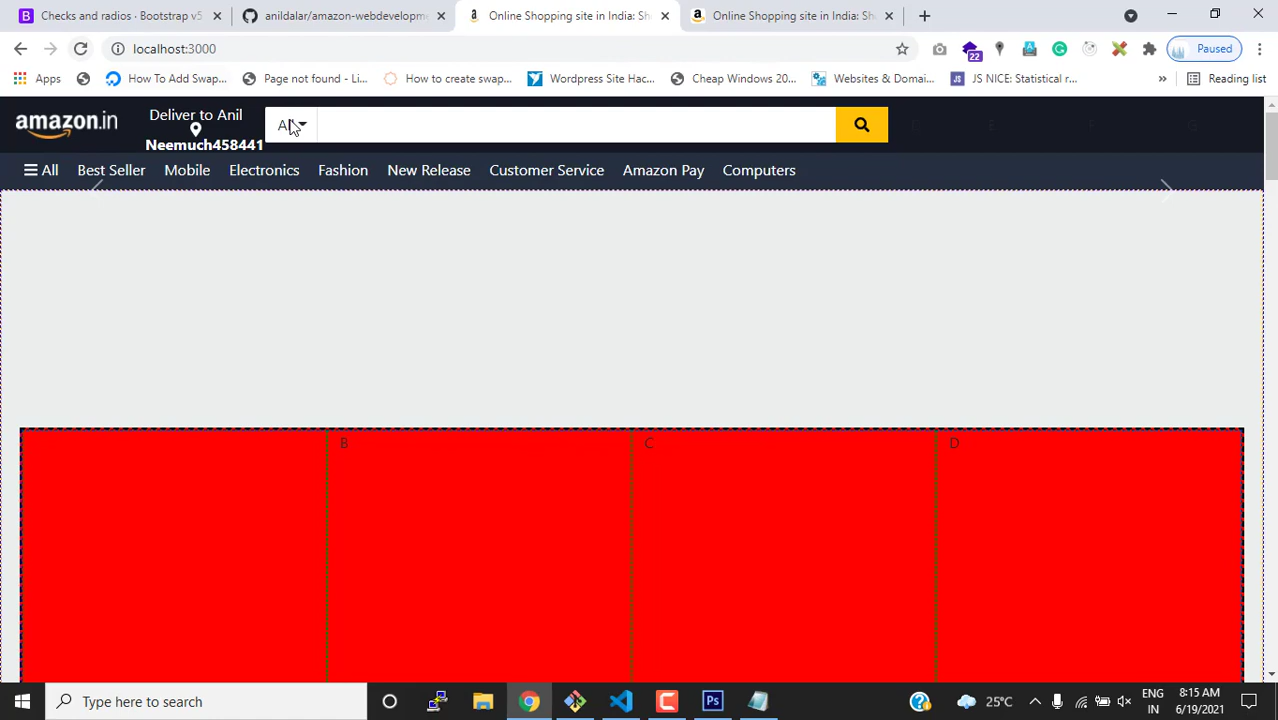 Checks and radios · Bootstrap v5
anildalar/amazon-webdevelopme
Online Shopping site in India: Sh
Online Shopping site in India: Sh
localhost:3000
Paused
Apps
How To Add Swap...
Page not found - Li...
How to create swap...
22
Wordpress Site Hac...
Cheap Windows 20...
Websites & Domai...
JS NICE: Statistical r...
»
Reading list
amazon.in
Deliver to Anil
Neemuch458441
All
D
E
F
G
All
Best Seller
Mobile
Electronics
Fashion
New Release
Customer Service
Amazon Pay
Computers
B
C
D
Type here to search
25°C
ENG
IN
8:15 AM
6/19/2021